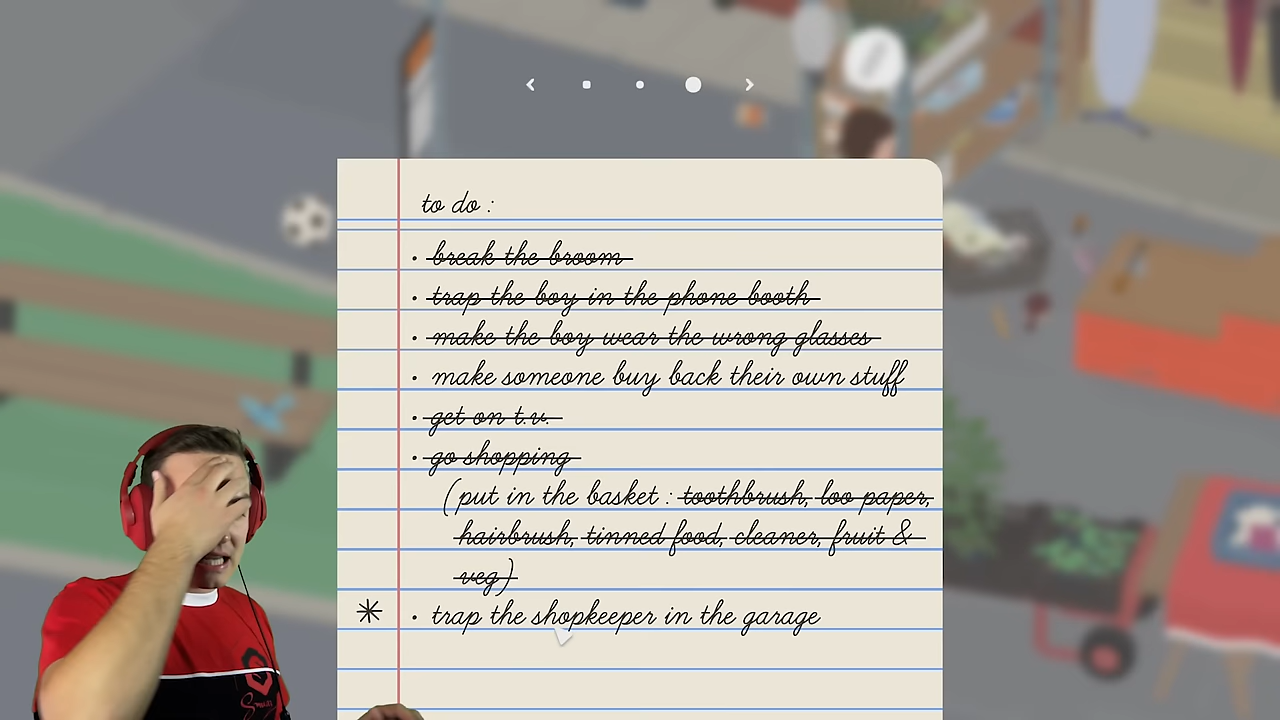 to do :
• break the broom
• trap the boy in the phone booth
• make the boy wear the wrong glasses
• make someone buy back their own stuff
• get on t.v.
• go shopping
(put in the basket : toothbrush, loo paper,
hairbrush, tinned food, cleaner, fruit &
veg)
• trap the shopkeeper in the garage